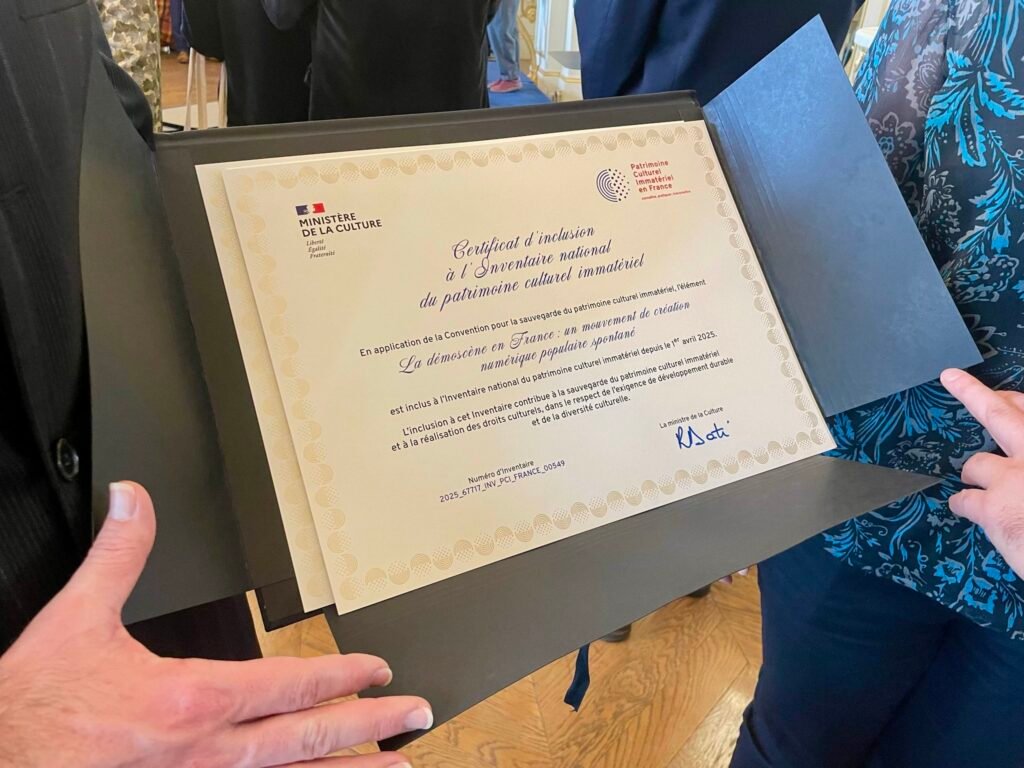 MINISTÈRE
DE LA CULTURE
Liberté
Égalité
Fraternité
Patrimoine
Culturel
Immatériel
en France
Certificat d'inclusion
à l'Inventaire national
du patrimoine culturel immatériel
En application de la Convention pour la sauvegarde du patrimoine culturel immatériel, l'élément
La démoscène en France : un mouvement de création
numérique populaire spontané
est inclus à l'Inventaire national du patrimoine culturel immatériel depuis le 1er avril 2025.
L'inclusion à cet Inventaire contribue à la sauvegarde du patrimoine culturel immatériel
et à la réalisation des droits culturels, dans le respect de l'exigence de développement durable
et de la diversité culturelle.
La ministre de la Culture
RDati
Numéro d'Inventaire
2025_67717_INV_PCI_FRANCE_00549